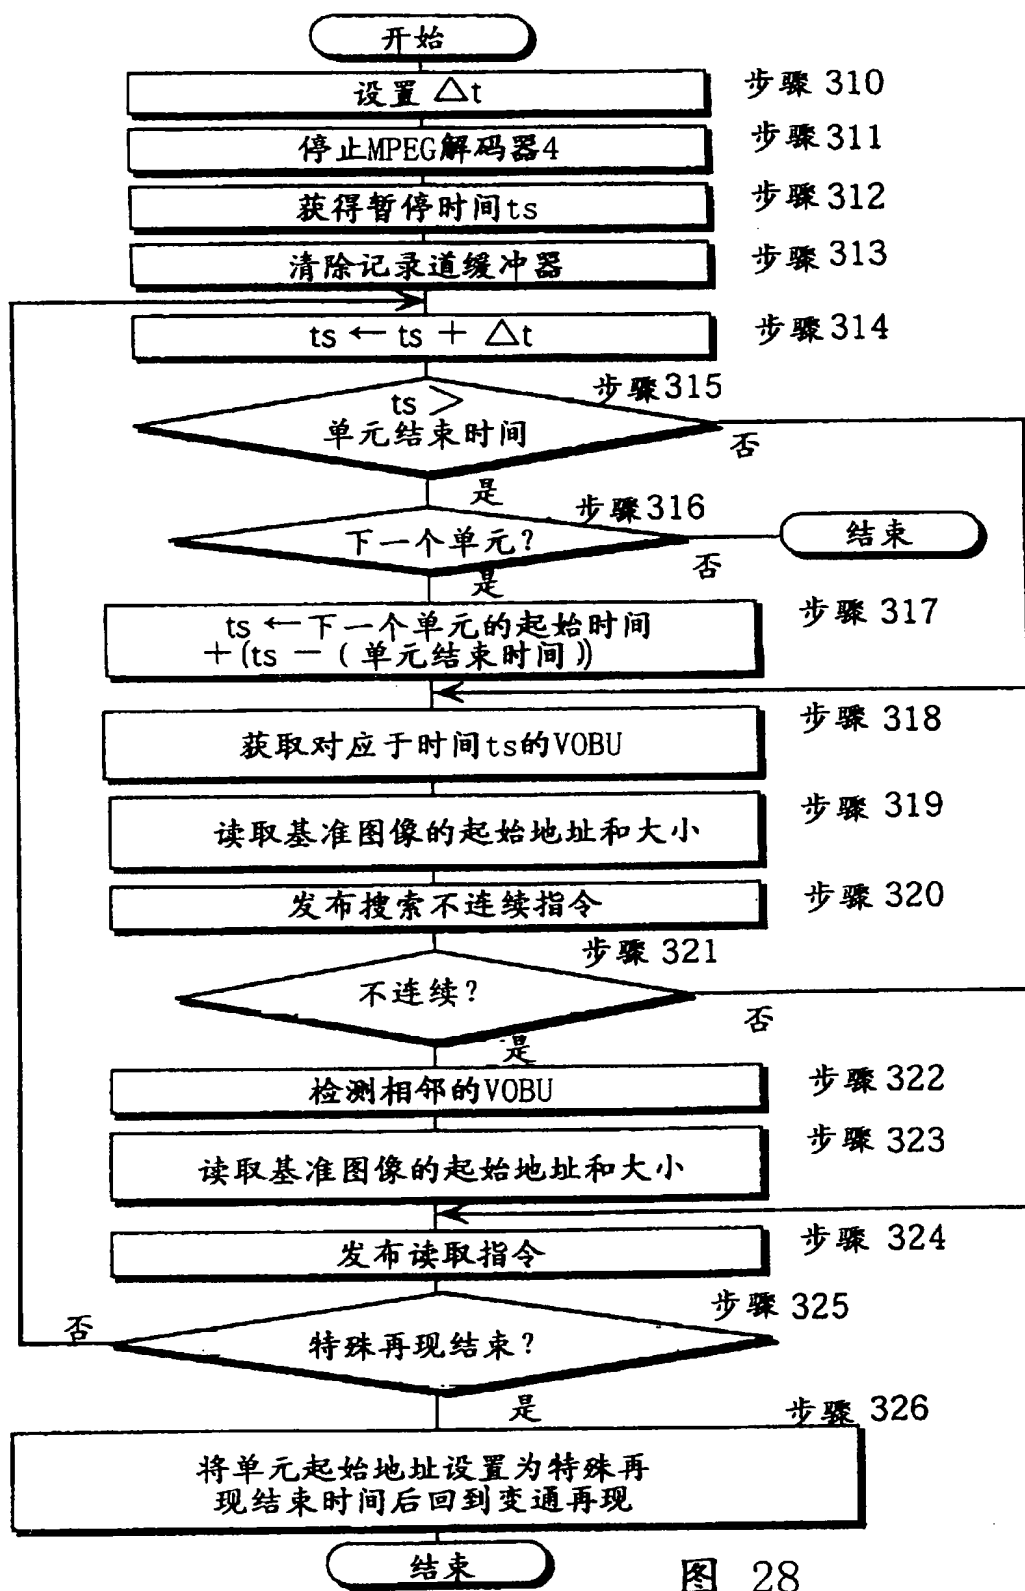 开始
设置 △t
步骤 310
停止MPEG解码器4
步骤 311
获得暂停时间ts
步骤 312
清除记录道缓冲器
步骤 313
ts ← ts + △t
步骤 314
步骤 315
ts >
单元结束时间
否
是
步骤 316
下一个单元?
结束
否
是
步骤 317
ts ← 下一个单元的起始时间
+(ts - (单元结束时间))
步骤 318
获取对应于时间ts的VOBU
步骤 319
读取基准图像的起始地址和大小
步骤 320
发布搜索不连续指令
步骤 321
不连续?
否
是
步骤 322
检测相邻的VOBU
步骤 323
读取基准图像的起始地址和大小
步骤 324
发布读取指令
步骤 325
否
特殊再现结束?
是
步骤 326
将单元起始地址设置为特殊再
现结束时间后回到变通再现
结束
图 28